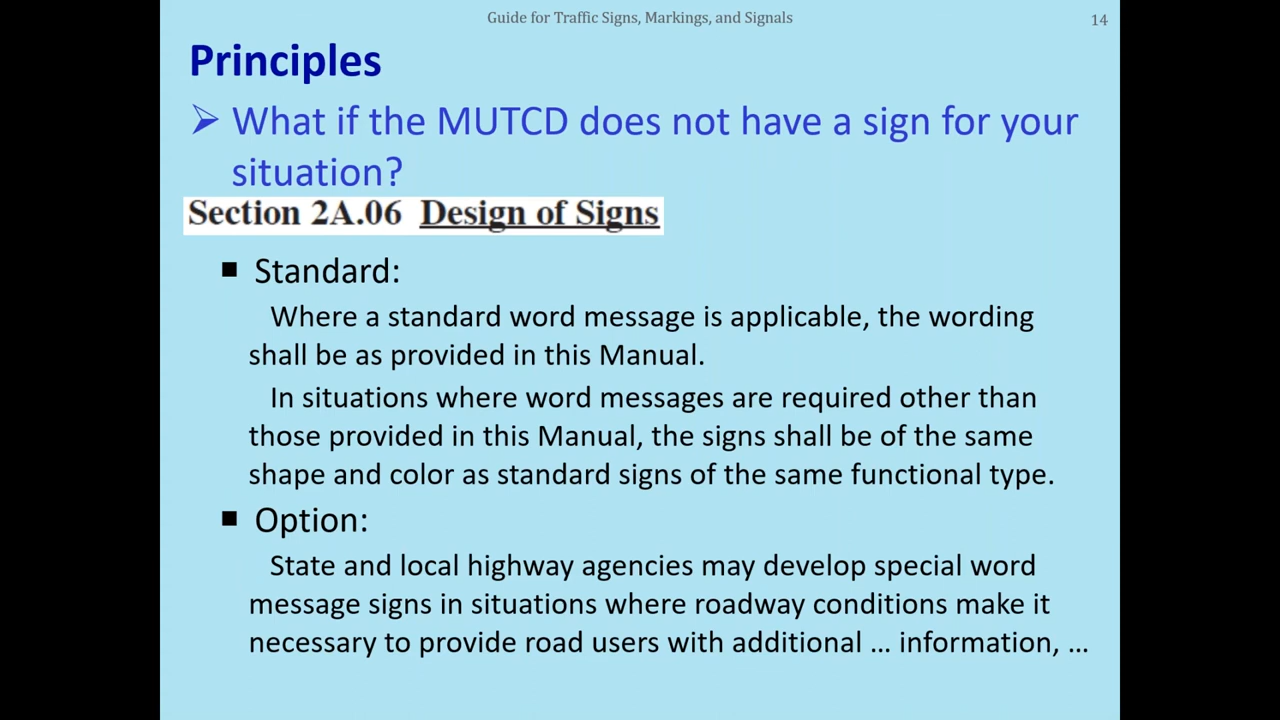 Guide for Traffic Signs, Markings, and Signals
14
Principles
What if the MUTCD does not have a sign for your
situation?
Section 2A.06 Design of Signs
Standard:
Where a standard word message is applicable, the wording
shall be as provided in this Manual.
In situations where word messages are required other than
those provided in this Manual, the signs shall be of the same
shape and color as standard signs of the same functional type.
Option:
State and local highway agencies may develop special word
message signs in situations where roadway conditions make it
necessary to provide road users with additional … information, …